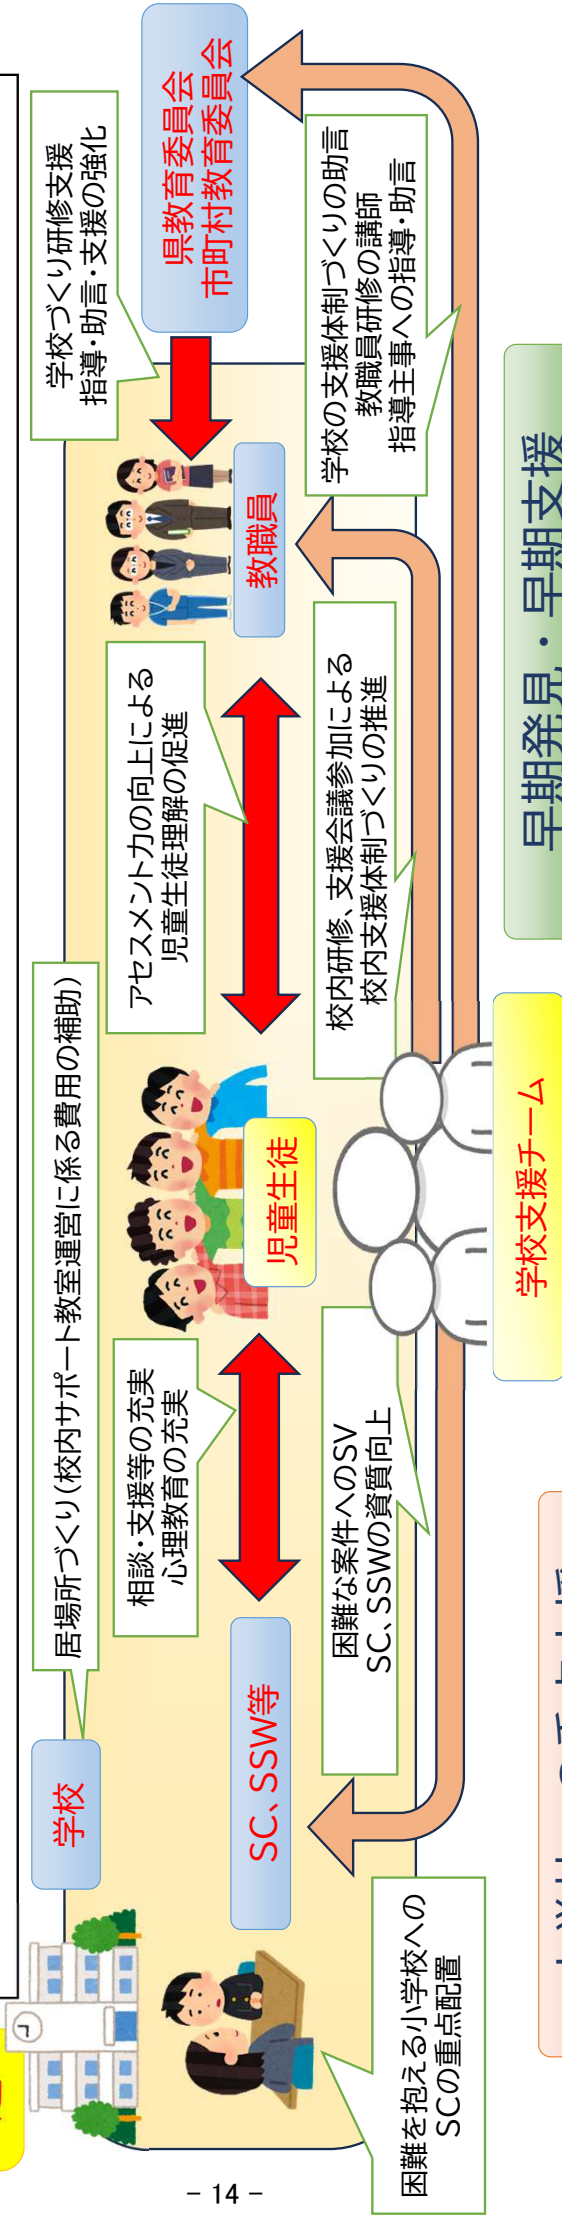 学校
居場所づくり（校内サポート教室運営に係る費用の補助）
学校づくり研修支援
指導・助言・支援の強化
県教育委員会
市町村教育委員会
相談・支援等の充実
心理教育の充実
アセスメント力の向上による
児童生徒理解の促進
SC、SSW等
児童生徒
教職員
困難を抱える小学校への
SCの重点配置
困難な案件へのSV
SC、SSWの資質向上
校内研修、支援会議参加による
校内支援体制づくりの推進
学校の支援体制づくりの助言
教職員研修の講師
指導主事への指導・助言
学校支援チーム
早期発見・早期支援
- 14 -